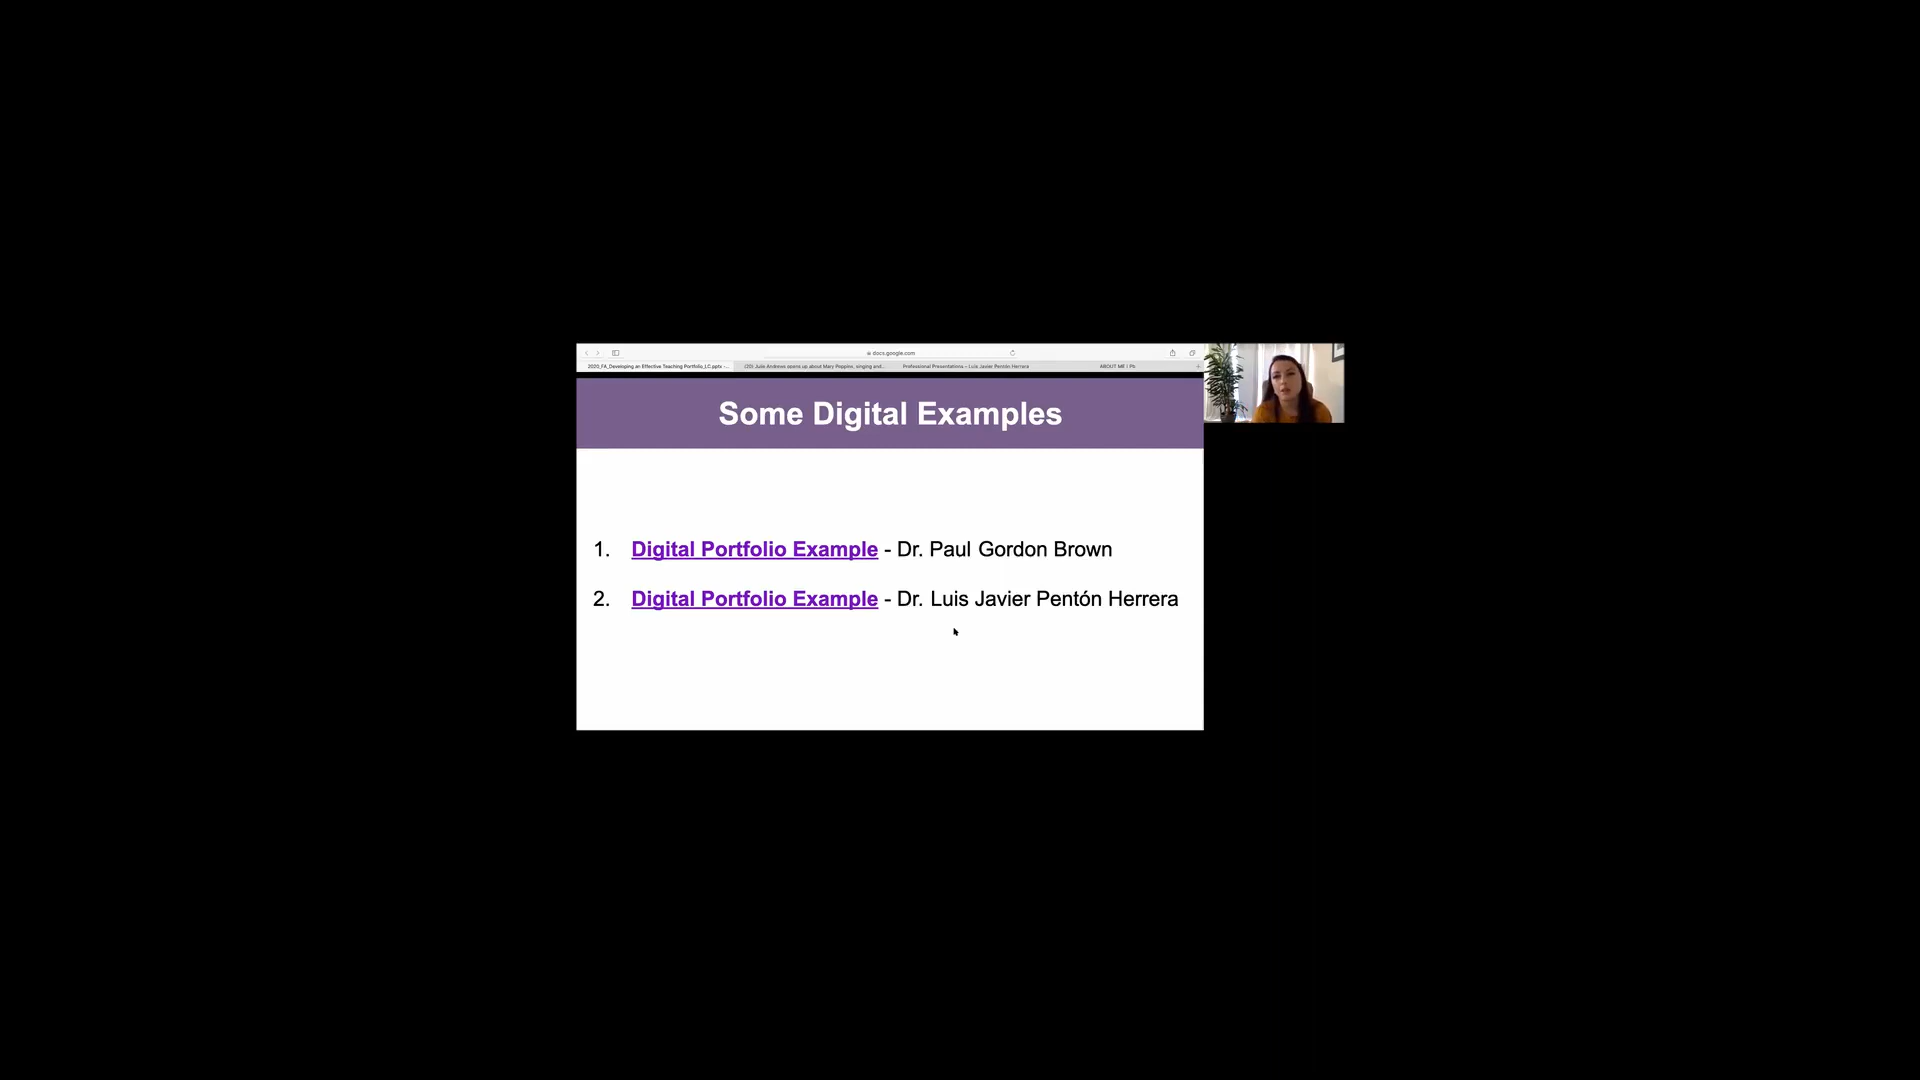 docs.google.com
2020_FA_Developing an Effective Teaching Portfolio_LC.pptx -...
(20) Julie Andrews opens up about Mary Poppins, singing and...
Professional Presentations – Luis Javier Pentón Herrera
ABOUT ME | Pb
Some Digital Examples
1. Digital Portfolio Example - Dr. Paul Gordon Brown
2. Digital Portfolio Example - Dr. Luis Javier Pentón Herrera